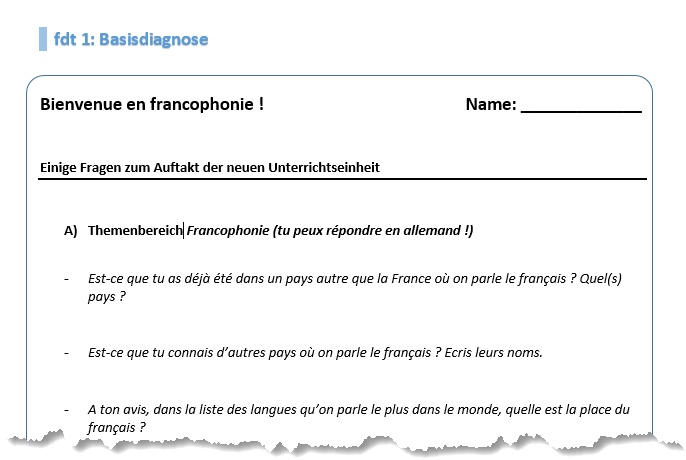 fdt 1: Basisdiagnose
Bienvenue en francophonie ! Name: _______________
Einige Fragen zum Auftakt der neuen Unterrichtseinheit
A) Themenbereich Francophonie (tu peux répondre en allemand !)
- Est-ce que tu as déjà été dans un pays autre que la France où on parle le français ? Quel(s)
pays ?
- Est-ce que tu connais d’autres pays où on parle le français ? Ecris leurs noms.
- A ton avis, dans la liste des langues qu’on parle le plus dans le monde, quelle est la place du
français ?